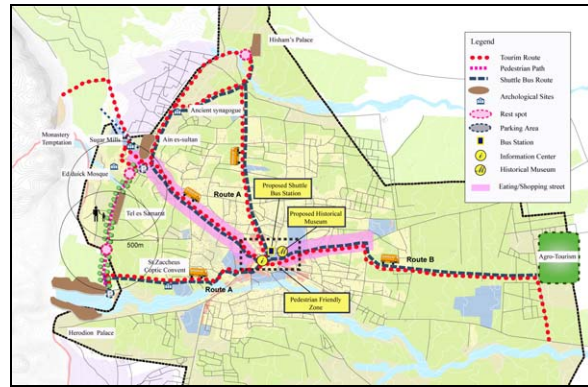 Hisham's Palace
Legend
Tourim Route
Pedestrian Path
Shuttle Bus Route
Archological Sites
Rest spot
Parking Area
Bus Station
Information Center
Historical Museum
Eating/Shopping street
Ancient synagogue
Monastery
Temptation
Sugar Mills
Ain es-sultan
Ed duick Mosque
Route A
Proposed Shuttle
Bus Station
Proposed Historical
Museum
Tel es Samarat
500m
St.Zaccheus
Coptic Convent
Route A
Route B
Agro-Tourism
Pedestrian Friendly
Zone
Herodion Palace